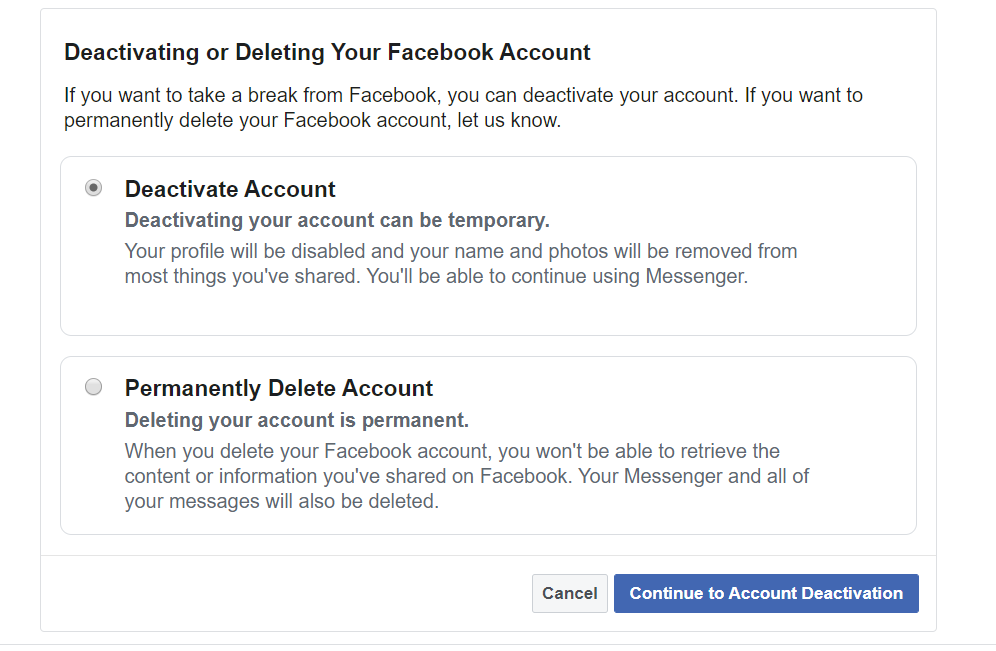 Deactivating or Deleting Your Facebook Account
If you want to take a break from Facebook, you can deactivate your account. If you want to
permanently delete your Facebook account, let us know.
Deactivate Account
Deactivating your account can be temporary.
Your profile will be disabled and your name and photos will be removed from
most things you've shared. You'll be able to continue using Messenger.
Permanently Delete Account
Deleting your account is permanent.
When you delete your Facebook account, you won't be able to retrieve the
content or information you've shared on Facebook. Your Messenger and all of
your messages will also be deleted.
Cancel
Continue to Account Deactivation